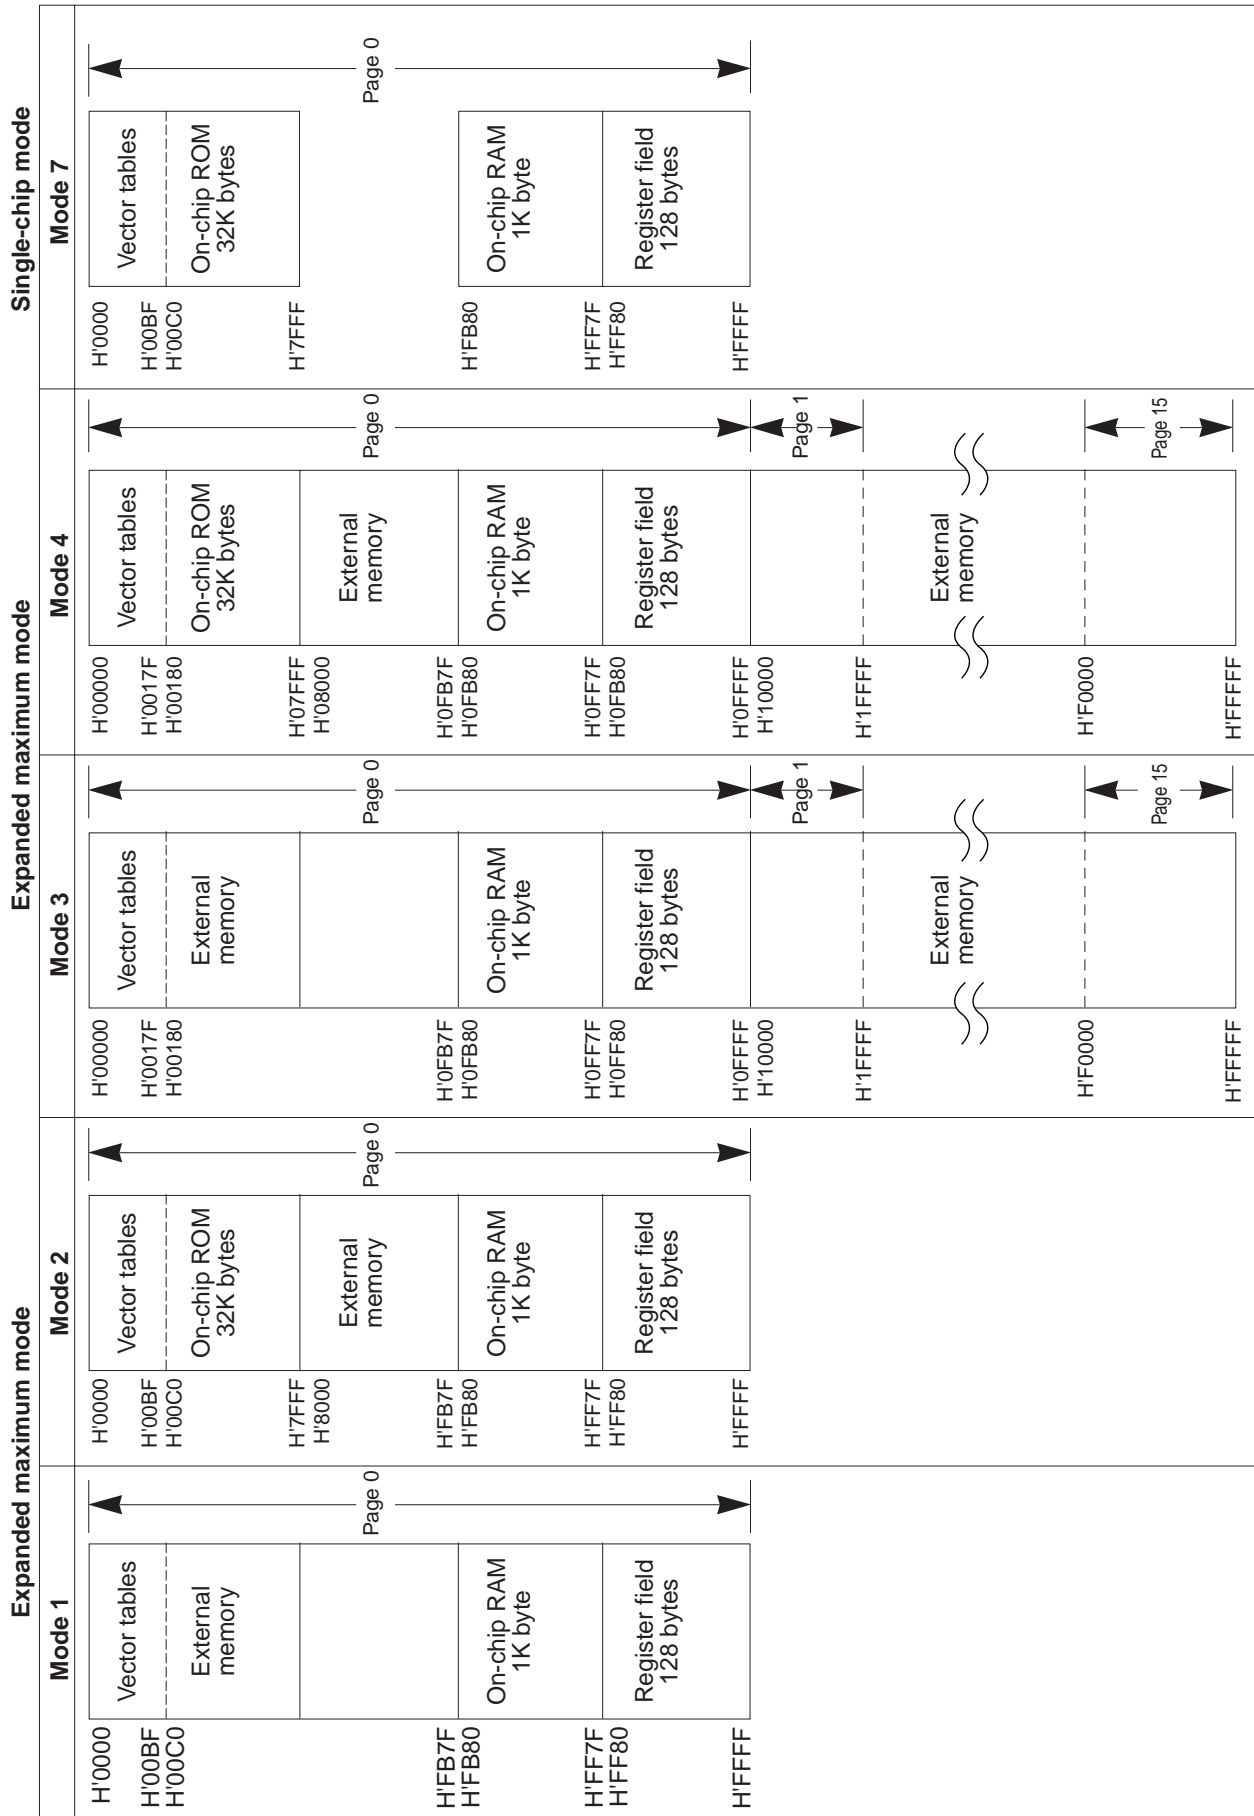 Expanded maximum mode
Mode 1
H'0000
Vector tables
H'00BF
H'00C0
External
memory
Page 0
H'FB7F
H'FB80
On-chip RAM
1K byte
H'FF7F
H'FF80
Register field
128 bytes
H'FFFF
Mode 2
H'0000
Vector tables
H'00BF
H'00C0
On-chip ROM
32K bytes
H'7FFF
H'8000
External
memory
Page 0
H'FB7F
H'FB80
On-chip RAM
1K byte
H'FF7F
H'FF80
Register field
128 bytes
H'FFFF
Expanded maximum mode
Mode 3
H'00000
Vector tables
H'0017F
H'00180
External
memory
Page 0
H'0FB7F
H'0FB80
On-chip RAM
1K byte
H'0FF7F
H'0FF80
Register field
128 bytes
H'0FFFF
H'10000
Page 1
H'1FFFF
External
memory
H'F0000
Page 15
H'FFFFF
Mode 4
H'00000
Vector tables
H'0017F
H'00180
On-chip ROM
32K bytes
H'07FFF
H'08000
External
memory
Page 0
H'0FB7F
H'0FB80
On-chip RAM
1K byte
H'0FF7F
H'0FB80
Register field
128 bytes
H'0FFFF
H'10000
Page 1
H'1FFFF
External
memory
H'F0000
Page 15
H'FFFFF
Single-chip mode
Mode 7
H'0000
Vector tables
H'00BF
H'00C0
On-chip ROM
32K bytes
H'7FFF
Page 0
H'FB80
On-chip RAM
1K byte
H'FF7F
H'FF80
Register field
128 bytes
H'FFFF